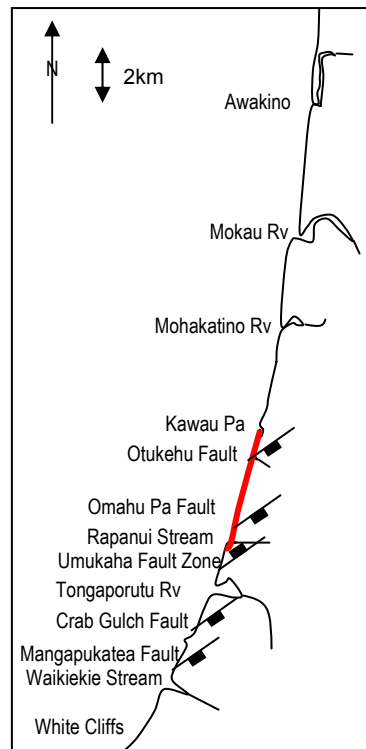 N
2km
Awakino
Mokau Rv
Mohakatino Rv
Kawau Pa
Otukehu Fault
Omahu Pa Fault
Rapanui Stream
Umukaha Fault Zone
Tongaporutu Rv
Crab Gulch Fault
Mangapukatea Fault
Waikiekie Stream
White Cliffs